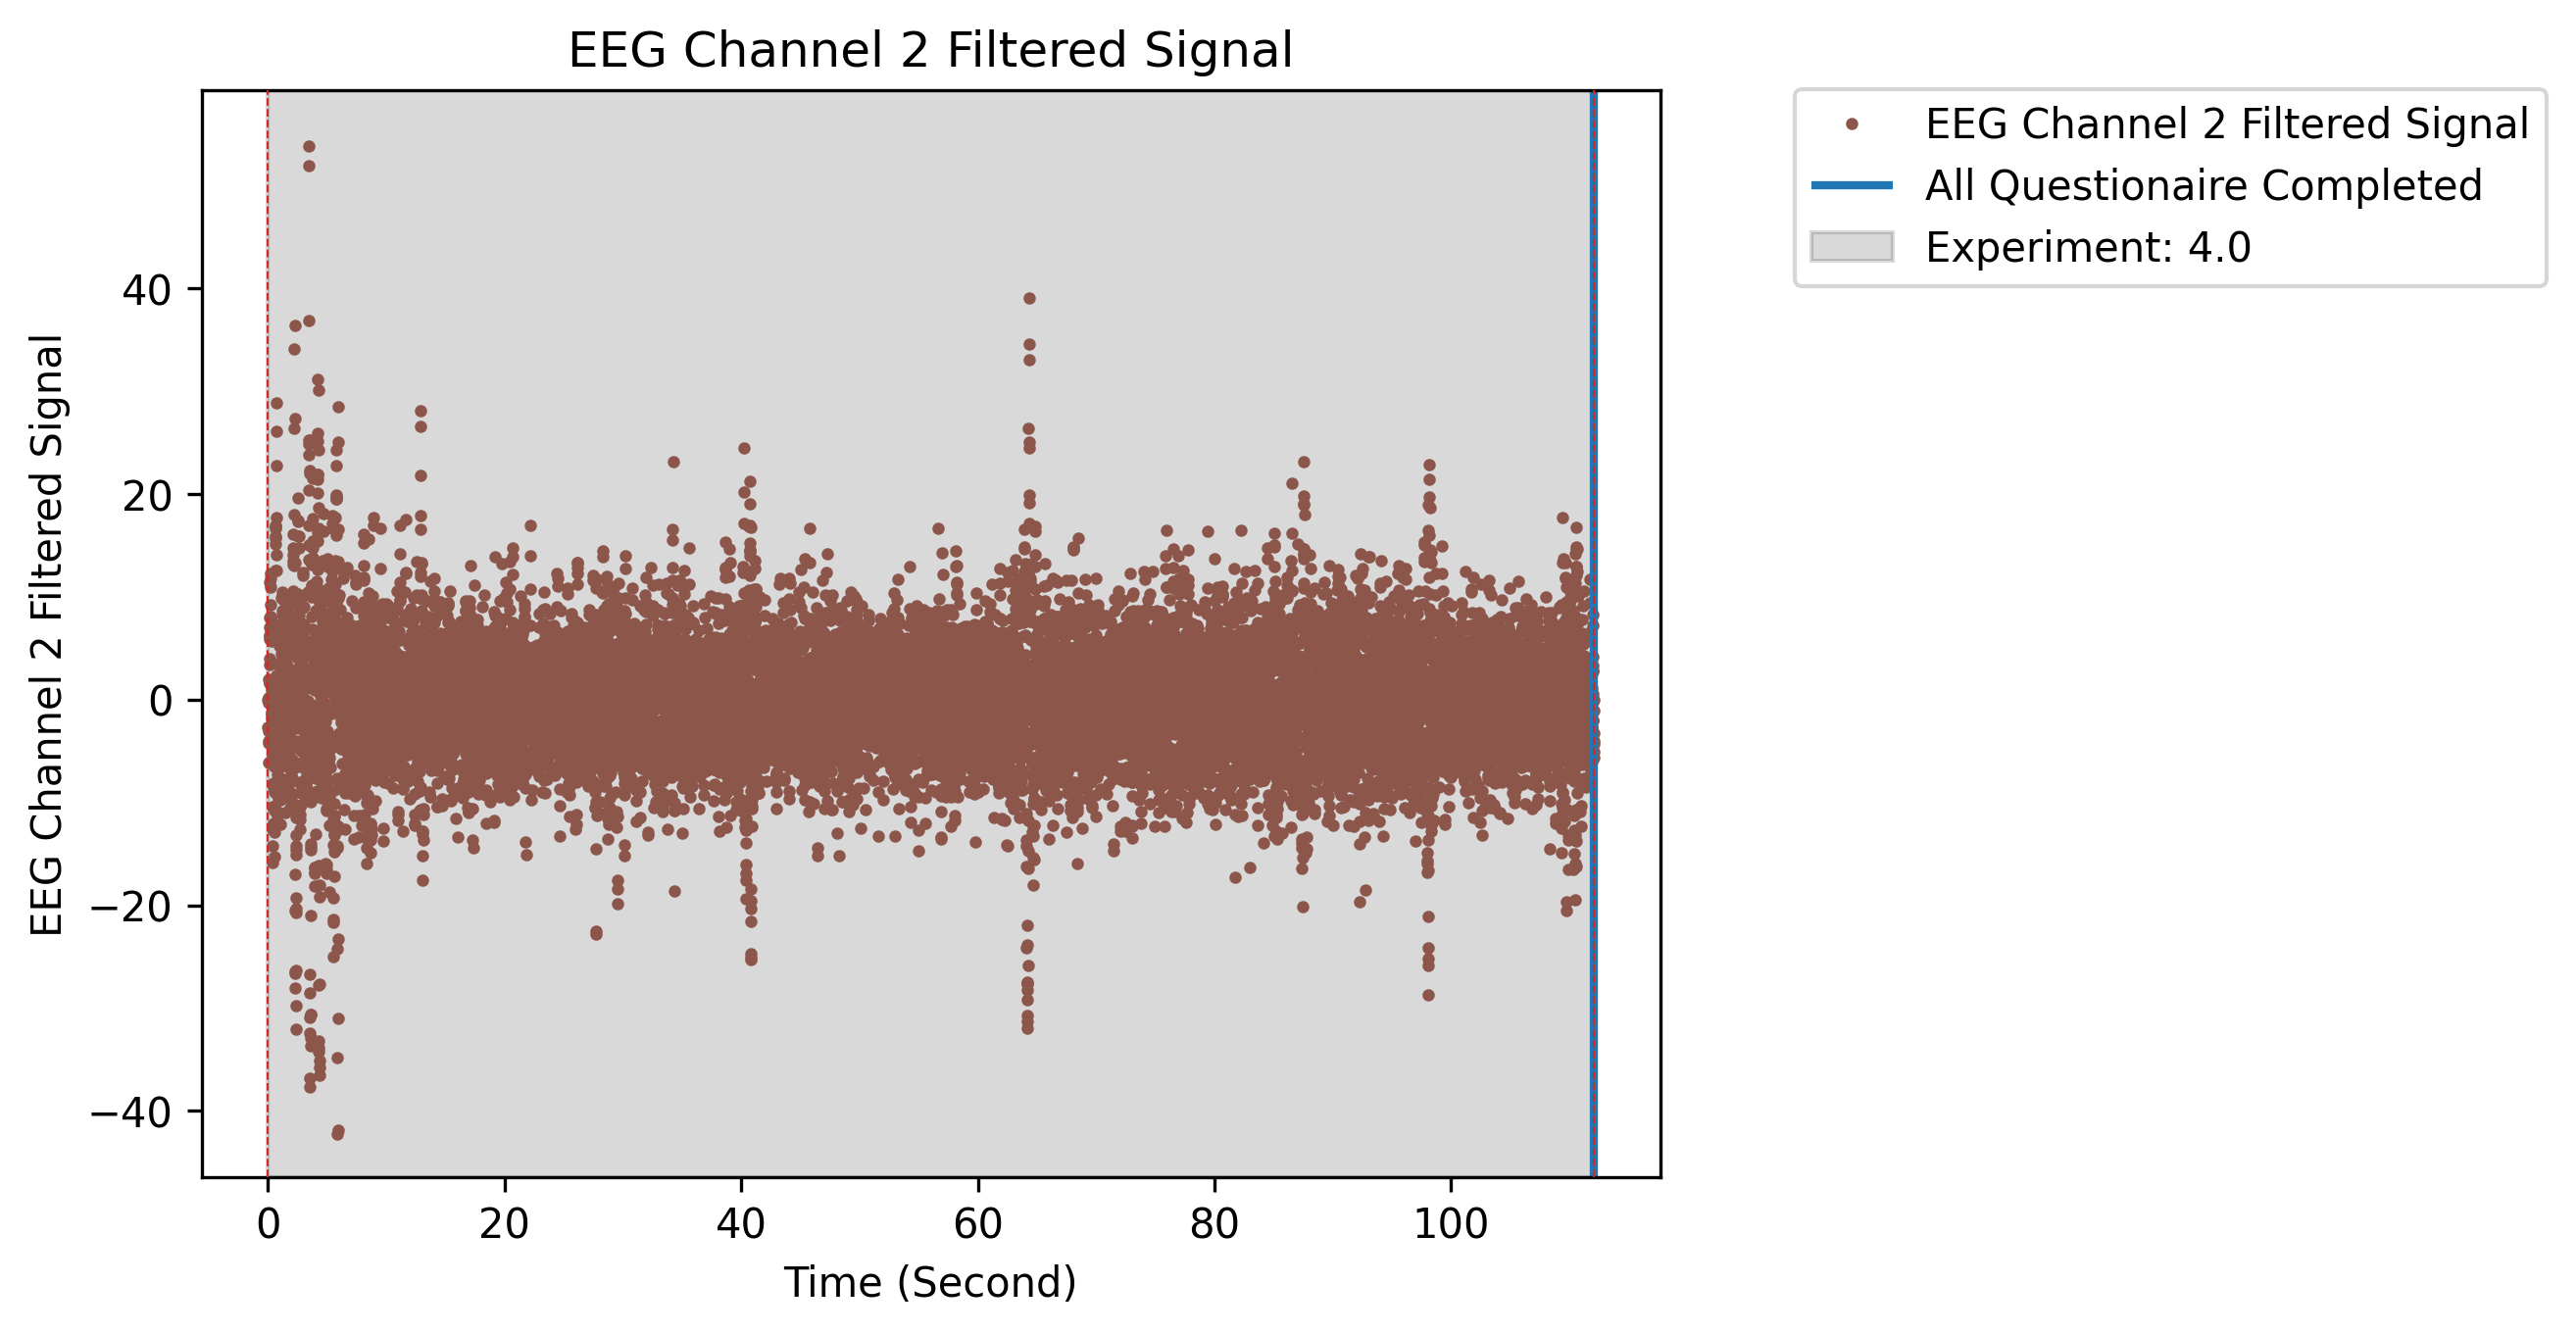 EEG Channel 2 Filtered Signal
EEG Channel 2 Filtered Signal
All Questionaire Completed
Experiment: 4.0
EEG Channel 2 Filtered Signal
40
20
0
−20
−40
0 20 40 60 80 100
Time (Second)